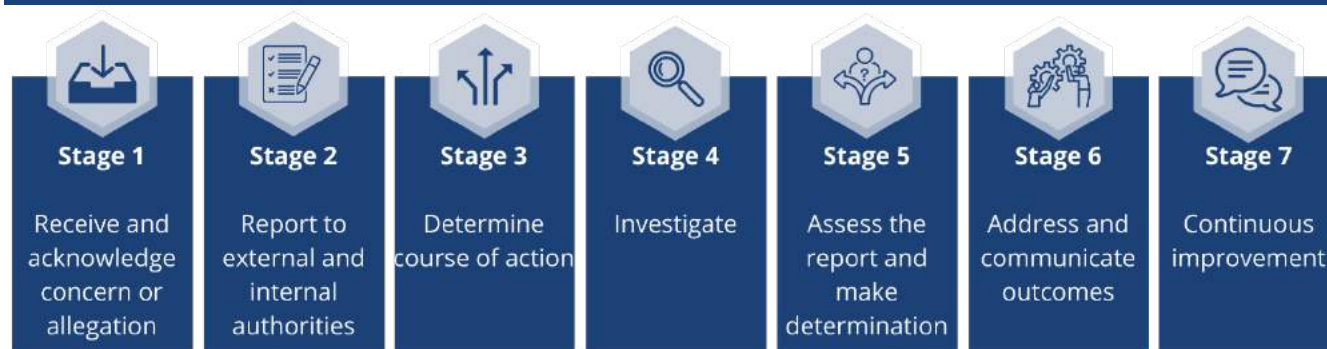 Stage 1
Receive and
acknowledge
concern or
allegation
Stage 2
Report to
external and
internal
authorities
Stage 3
Determine
course of action
Stage 4
Investigate
Stage 5
?
Assess the
report and
make
determination
Stage 6
Address and
communicate
outcomes
Stage 7
Continuous
improvement